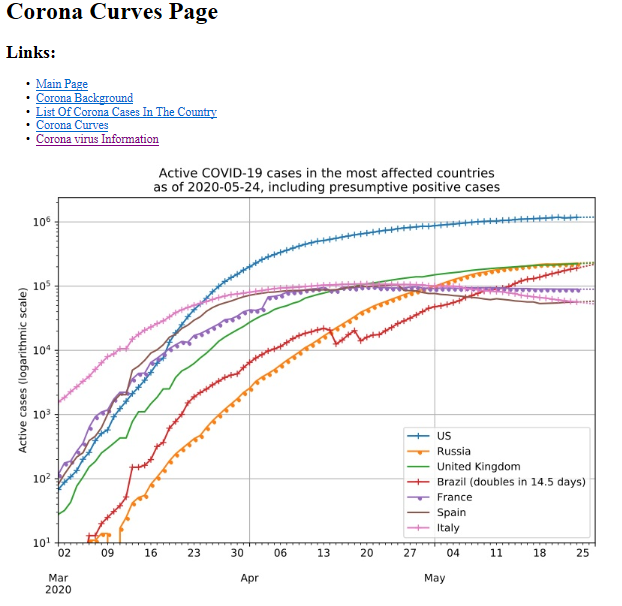 Corona Curves Page
Links:
Main Page
Corona Background
List Of Corona Cases In The Country
Corona Curves
Corona virus Information
Active COVID-19 cases in the most affected countries
as of 2020-05-24, including presumptive positive cases
Active cases (logarithmic scale)
10⁶
10⁵
10⁴
10³
10²
10¹
US
Russia
United Kingdom
Brazil (doubles in 14.5 days)
France
Spain
Italy
02 09 16 23 30 06 13 20 27 04 11 18 25
Mar Apr May
2020